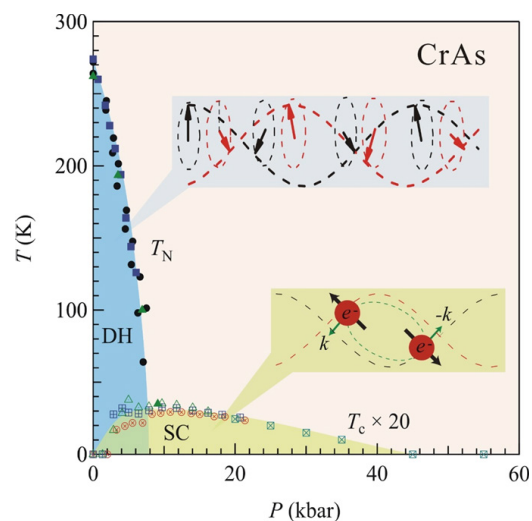 CrAs
300
200
100
0
T (K)
T_N
DH
SC
T_c × 20
e-
k
-k
e-
0
20
40
60
P (kbar)